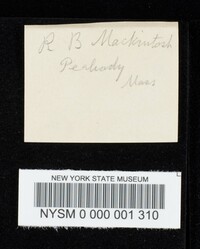 R B Mackintosh
Peabody
Mass
NEW YORK STATE MUSEUM
NYSM 0 000 001 310